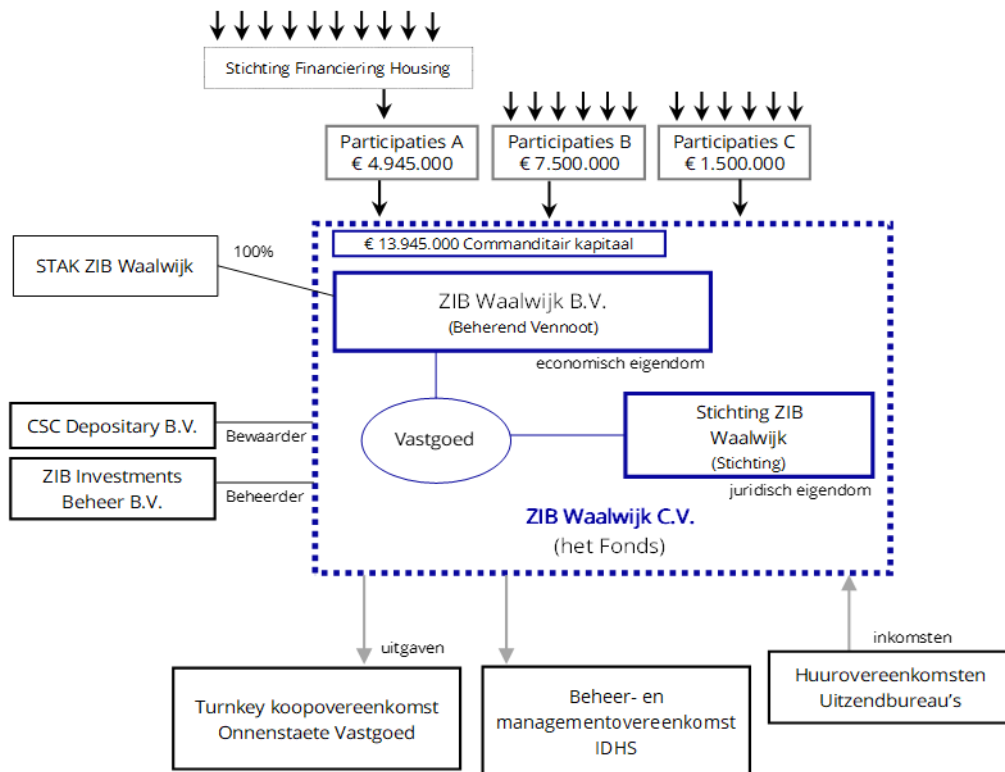 Stichting Financiering Housing
Participaties A
€ 4.945.000
Participaties B
€ 7.500.000
Participaties C
€ 1.500.000
€ 13.945.000 Commanditair kapitaal
100%
STAK ZIB Waalwijk
ZIB Waalwijk B.V.
(Beherend Vennoot)
economisch eigendom
CSC Depositary B.V.
Bewaarder
Vastgoed
Stichting ZIB
Waalwijk
(Stichting)
juridisch eigendom
ZIB Investments
Beheer B.V.
Beheerder
ZIB Waalwijk C.V.
(het Fonds)
uitgaven
inkomsten
Turnkey koopovereenkomst
Onnenstaete Vastgoed
Beheer- en
managementovereenkomst
IDHS
Huurovereenkomsten
Uitzendbureau's